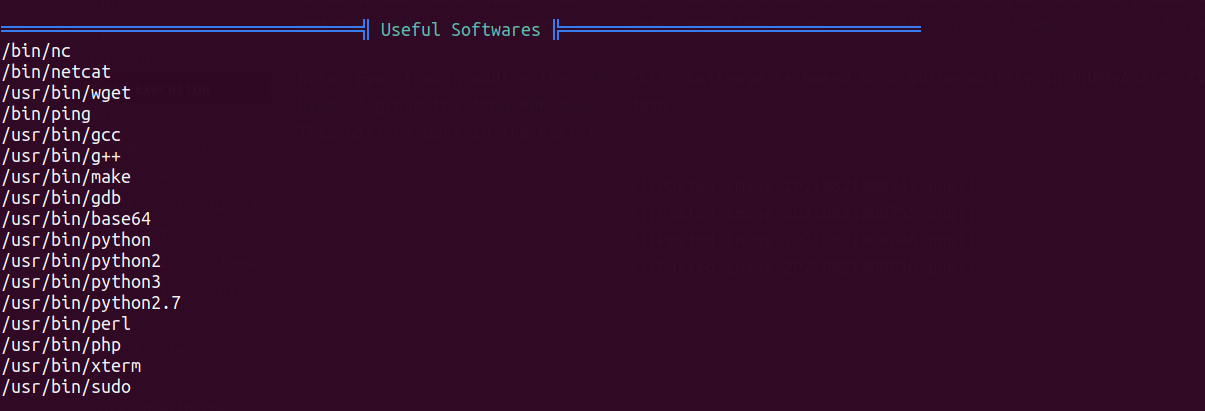 Useful Softwares
/bin/nc
/bin/netcat
/usr/bin/wget
/bin/ping
/usr/bin/gcc
/usr/bin/g++
/usr/bin/make
/usr/bin/gdb
/usr/bin/base64
/usr/bin/python
/usr/bin/python2
/usr/bin/python3
/usr/bin/python2.7
/usr/bin/perl
/usr/bin/php
/usr/bin/xterm
/usr/bin/sudo